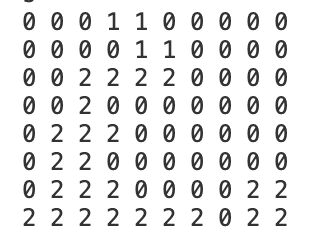 0 0 0 1 1 0 0 0 0 0
0 0 0 0 1 1 0 0 0 0
0 0 2 2 2 2 0 0 0 0
0 0 2 0 0 0 0 0 0 0
0 2 2 2 0 0 0 0 0 0
0 2 2 0 0 0 0 0 0 0
0 2 2 2 0 0 0 0 2 2
2 2 2 2 2 2 2 0 2 2